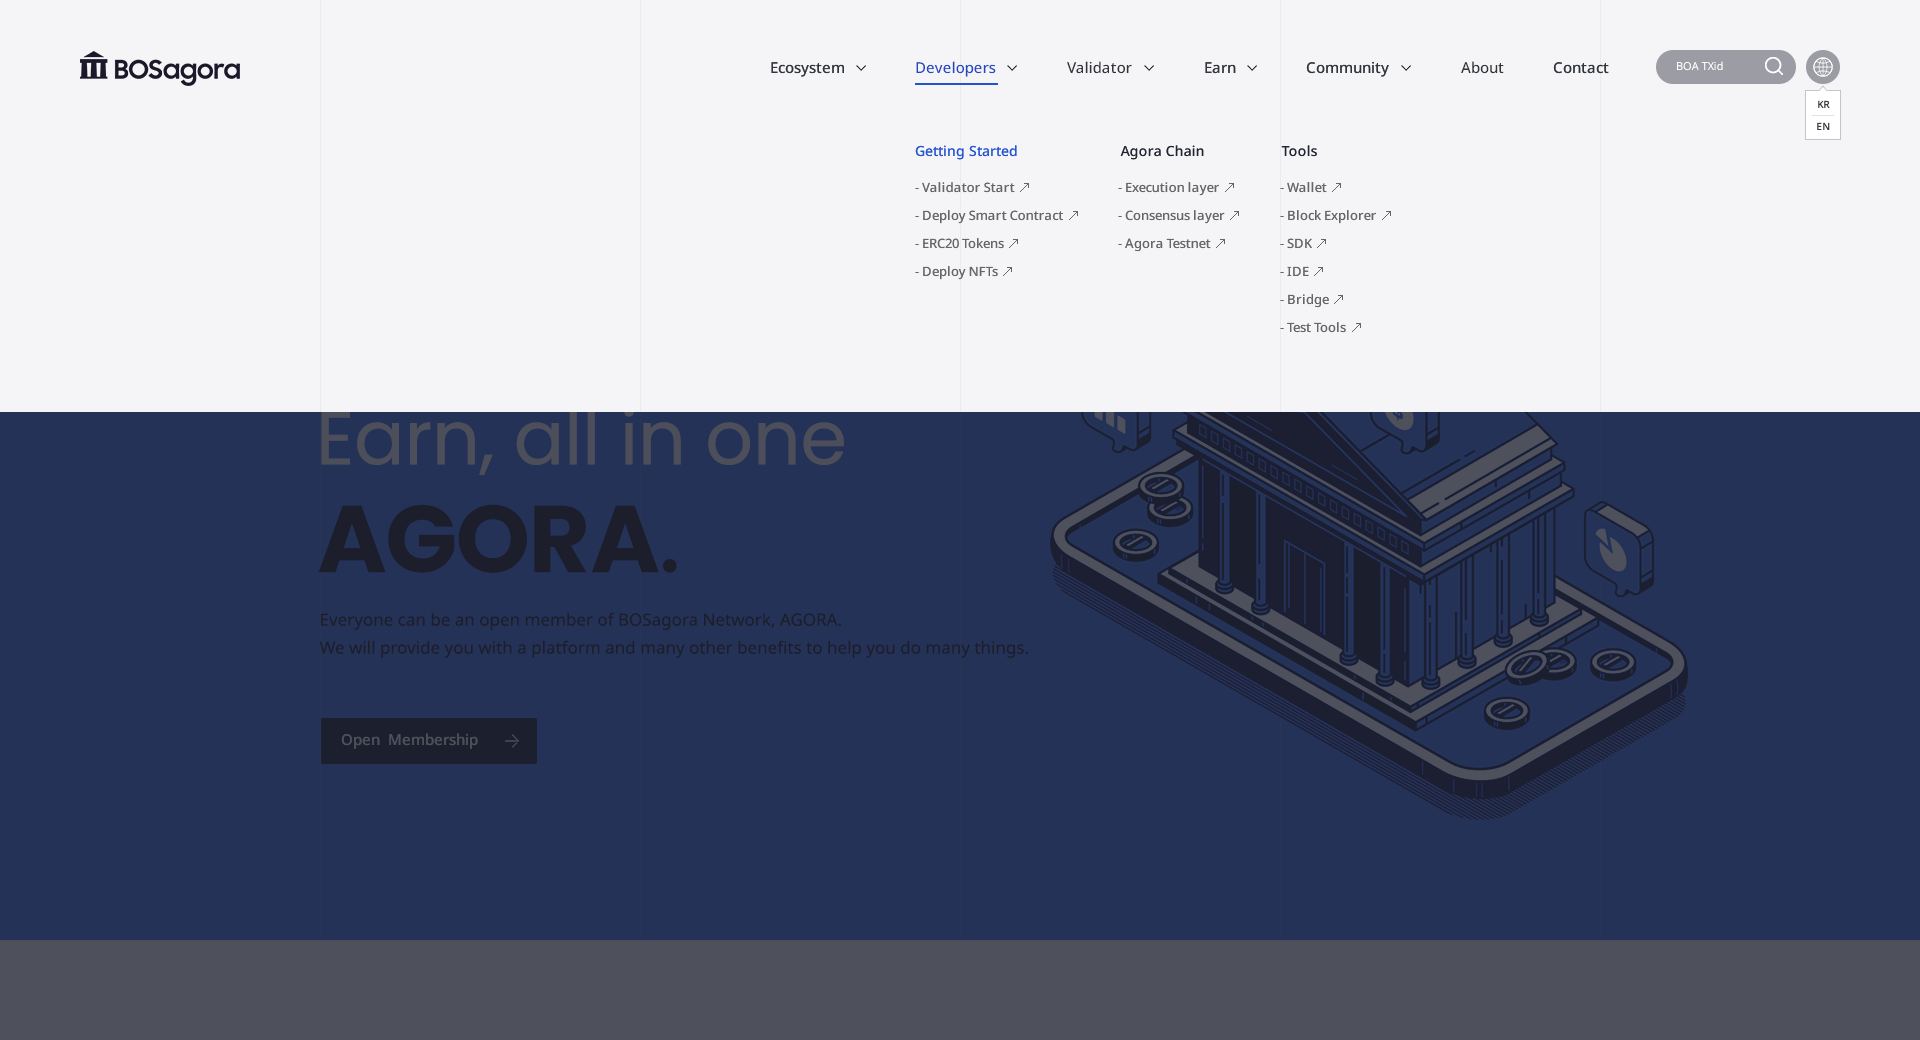 BOSagora
Ecosystem
Developers
Validator
Earn
Community
About
Contact
BOA TXid
KR
EN
Getting Started
- Validator Start
- Deploy Smart Contract
- ERC20 Tokens
- Deploy NFTs
Agora Chain
- Execution layer
- Consensus layer
- Agora Testnet
Tools
- Wallet
- Block Explorer
- SDK
- IDE
- Bridge
- Test Tools
Earn, all in one
AGORA.
Everyone can be an open member of BOSagora Network, AGORA.
We will provide you with a platform and many other benefits to help you do many things.
Open Membership